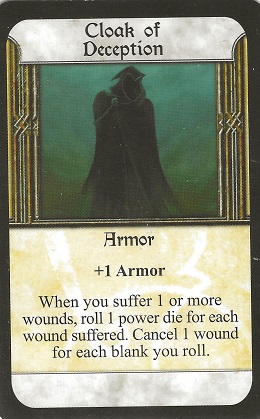 Cloak of
Deception
Armor
+1 Armor
When you suffer 1 or more
wounds, roll 1 power die for each
wound suffered. Cancel 1 wound
for each blank you roll.